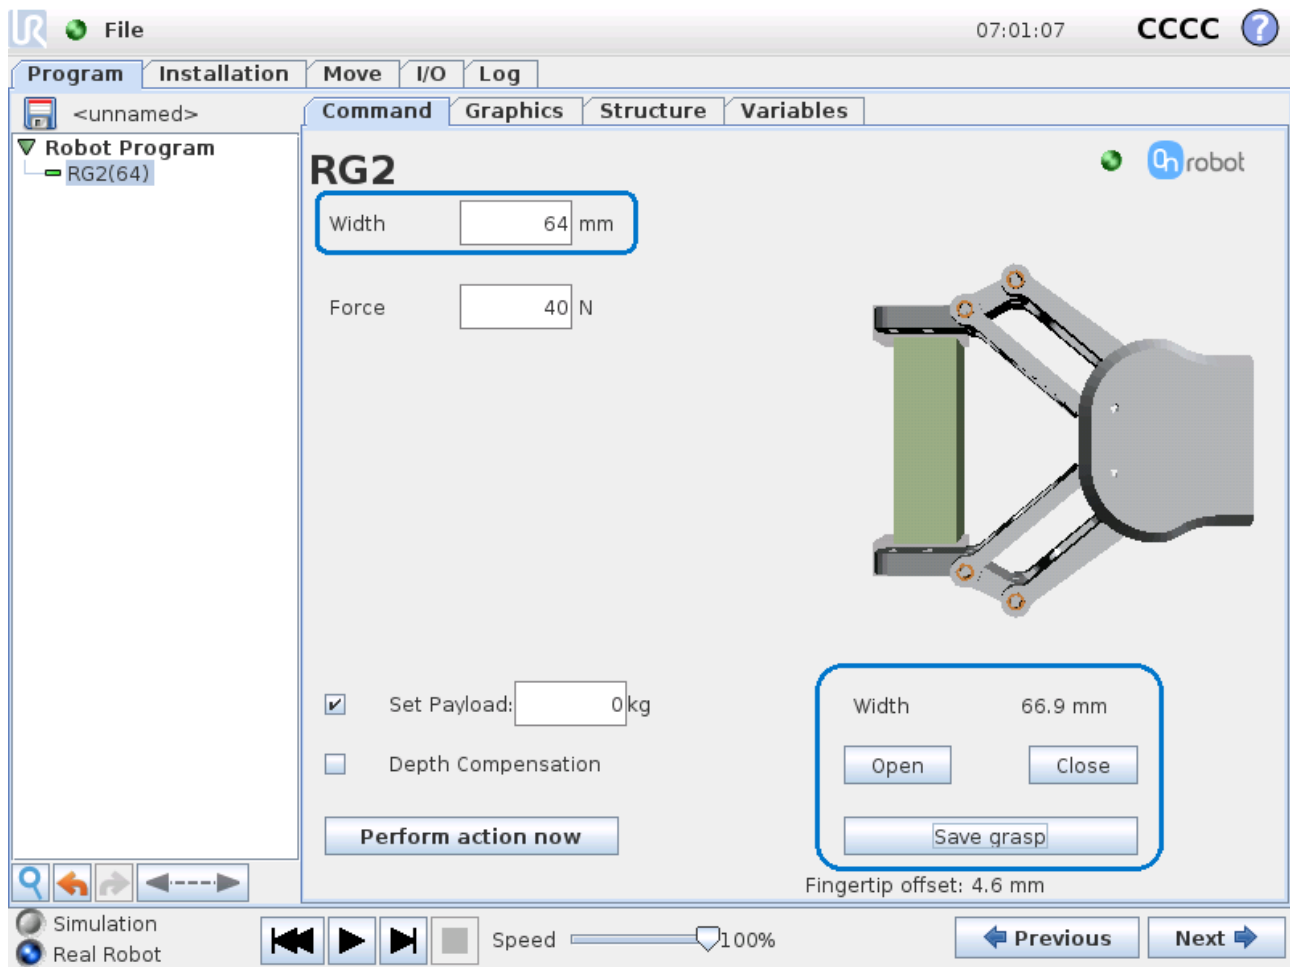 UR File 07:01:07 CCCC ?
Program Installation Move I/O Log
<unnamed> Command Graphics Structure Variables
Robot Program
RG2(64)
RG2 On robot
Width 64 mm
Force 40 N
Set Payload: 0 kg
Depth Compensation
Perform action now
Width 66.9 mm
Open Close
Save grasp
Fingertip offset: 4.6 mm
Simulation
Real Robot
Speed 100% Previous Next